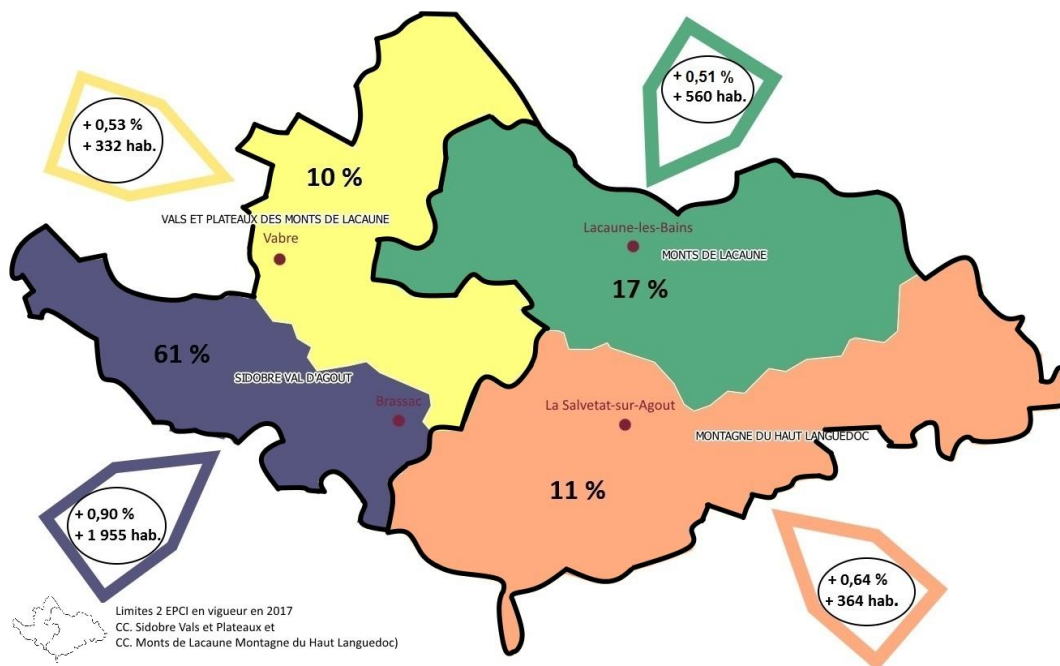 + 0,51 %
+ 560 hab.
+ 0,53 %
+ 332 hab.
10 %
VALS ET PLATEAUX DES MONTS DE LACAUNE
Vabre
Lacaune-les-Bains
MONTS DE LACAUNE
17 %
61 %
SIDOBRE VAL D'AGOUT
Brassac
La Salvetat-sur-Agout
MONTAGNE DU HAUT LANGUEDOC
11 %
+ 0,90 %
+ 1 955 hab.
+ 0,64 %
+ 364 hab.
Limites 2 EPCI en vigueur en 2017
CC. Sidobre Vals et Plateaux et
CC. Monts de Lacaune Montagne du Haut Languedoc)